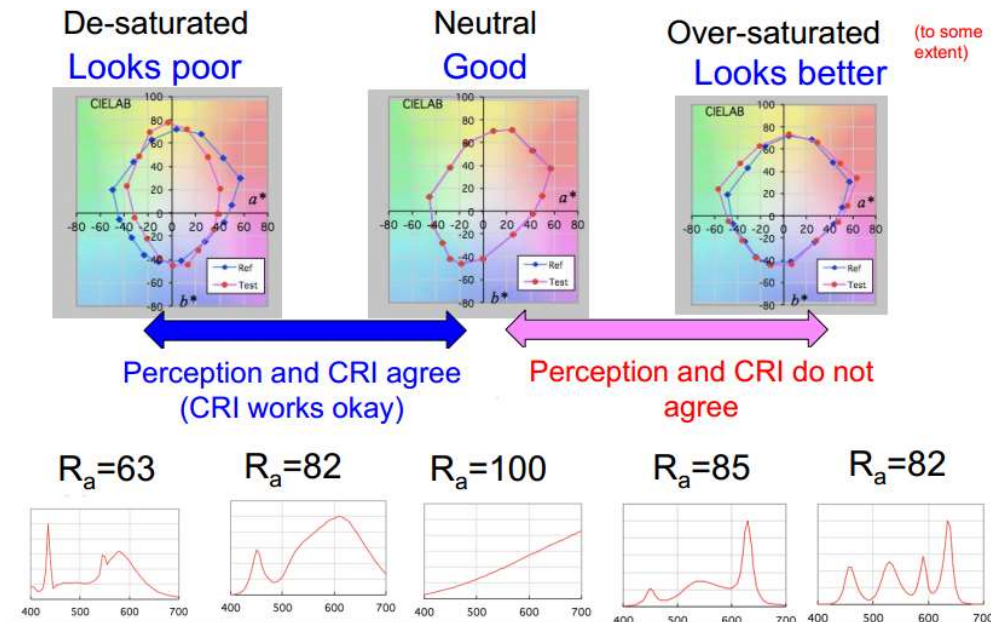 De-saturated
Looks poor
Neutral
Good
Over-saturated
Looks better
(to some
extent)
CIELAB
100
80
60
40
20
0
-80 -60 -40 -20 0 20 40 60 80
-20
-40
-60
-80
a*
b*
Ref
Test
CIELAB
100
80
60
40
20
0
-80 -60 -40 -20 0 20 40 60 80
-20
-40
-60
-80
a*
b*
Ref
Test
CIELAB
100
80
60
40
20
0
-80 -60 -40 -20 0 20 40 60 80
-20
-40
-60
-80
a*
b*
Ref
Test
Perception and CRI agree
(CRI works okay)
Perception and CRI do not
agree
Ra=63
Ra=82
Ra=100
Ra=85
Ra=82
400 500 600 700
400 500 600 700
400 500 600 700
400 500 600 700
400 500 600 700